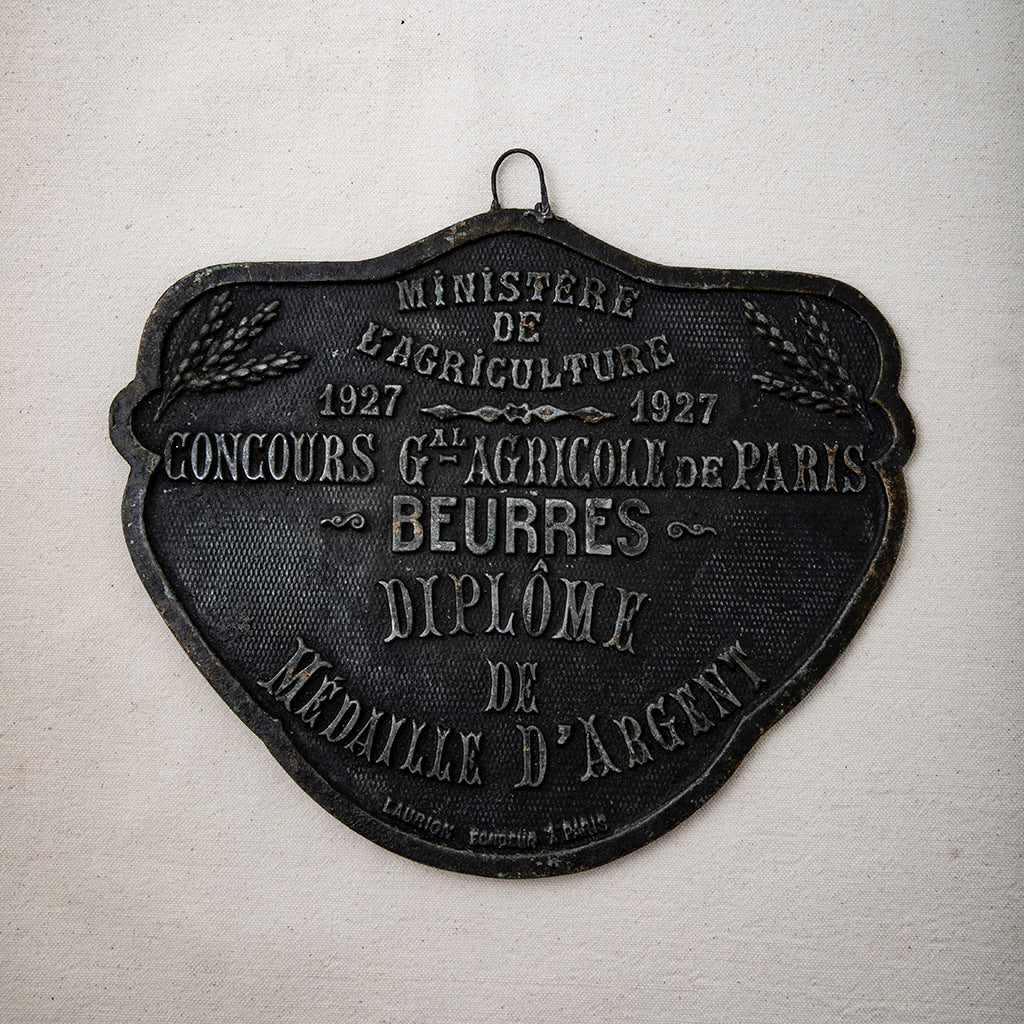 MINISTÈRE
DE
L'AGRICULTURE
1927 1927
CONCOURS GAL AGRICOLE DE PARIS
BEURRES
DIPLÔME
DE
MÉDAILLE D'ARGENT
LAURION FONDEUR À PARIS